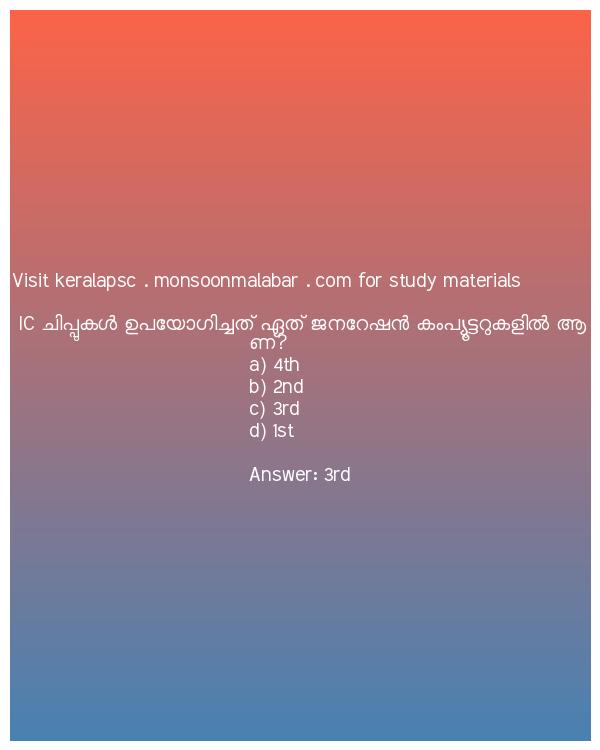 Visit keralapsc . monsoonmalabar . com for study materials
IC ചിപ്പുകൾ ഉപയോഗിച്ചത് ഏത് ജനറേഷൻ കംപ്യൂട്ടറുകളിൽ ആ
ണ്?
a) 4th
b) 2nd
c) 3rd
d) 1st
Answer: 3rd